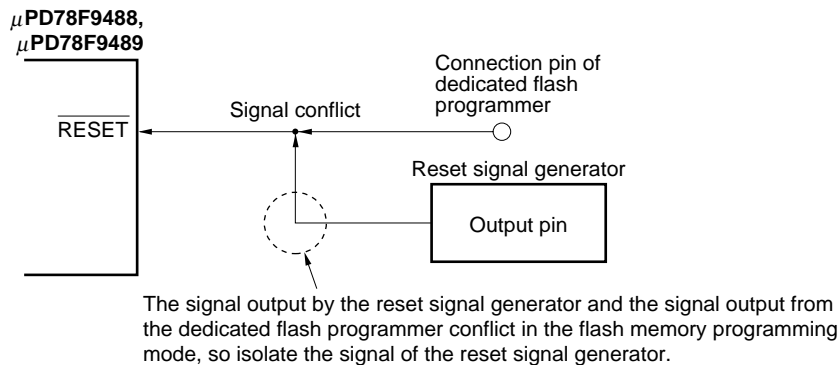 μPD78F9488,
μPD78F9489
Connection pin of
dedicated flash
programmer
Signal conflict
RESET
Reset signal generator
Output pin
The signal output by the reset signal generator and the signal output from
the dedicated flash programmer conflict in the flash memory programming
mode, so isolate the signal of the reset signal generator.